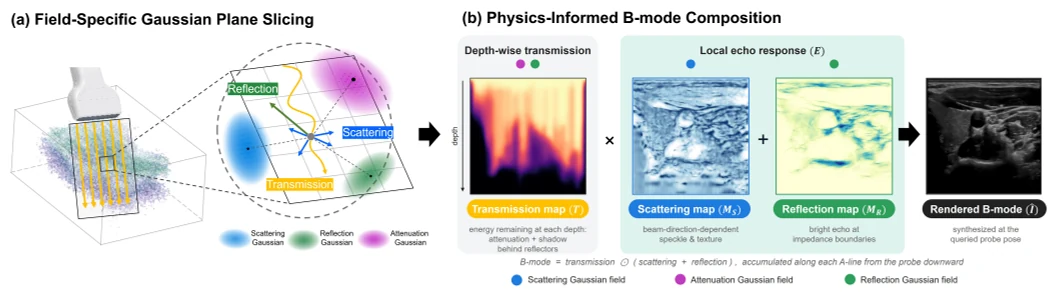 (a) Field-Specific Gaussian Plane Slicing
Reflection
Scattering
Transmission
Scattering
Gaussian
Reflection
Gaussian
Attenuation
Gaussian
(b) Physics-Informed B-mode Composition
Depth-wise transmission
Local echo response (E)
depth
×
+
Transmission map (T)
Scattering map (M_S)
Reflection map (M_R)
Rendered B-mode (Î)
energy remaining at each depth:
attenuation + shadow
behind reflectors
beam-direction-dependent
speckle & texture
bright echo at
impedance boundaries
synthesized at the
queried probe pose
B-mode = transmission ⊙ ( scattering + reflection ) , accumulated along each A-line from the probe downward
Scattering Gaussian field
Attenuation Gaussian field
Reflection Gaussian field